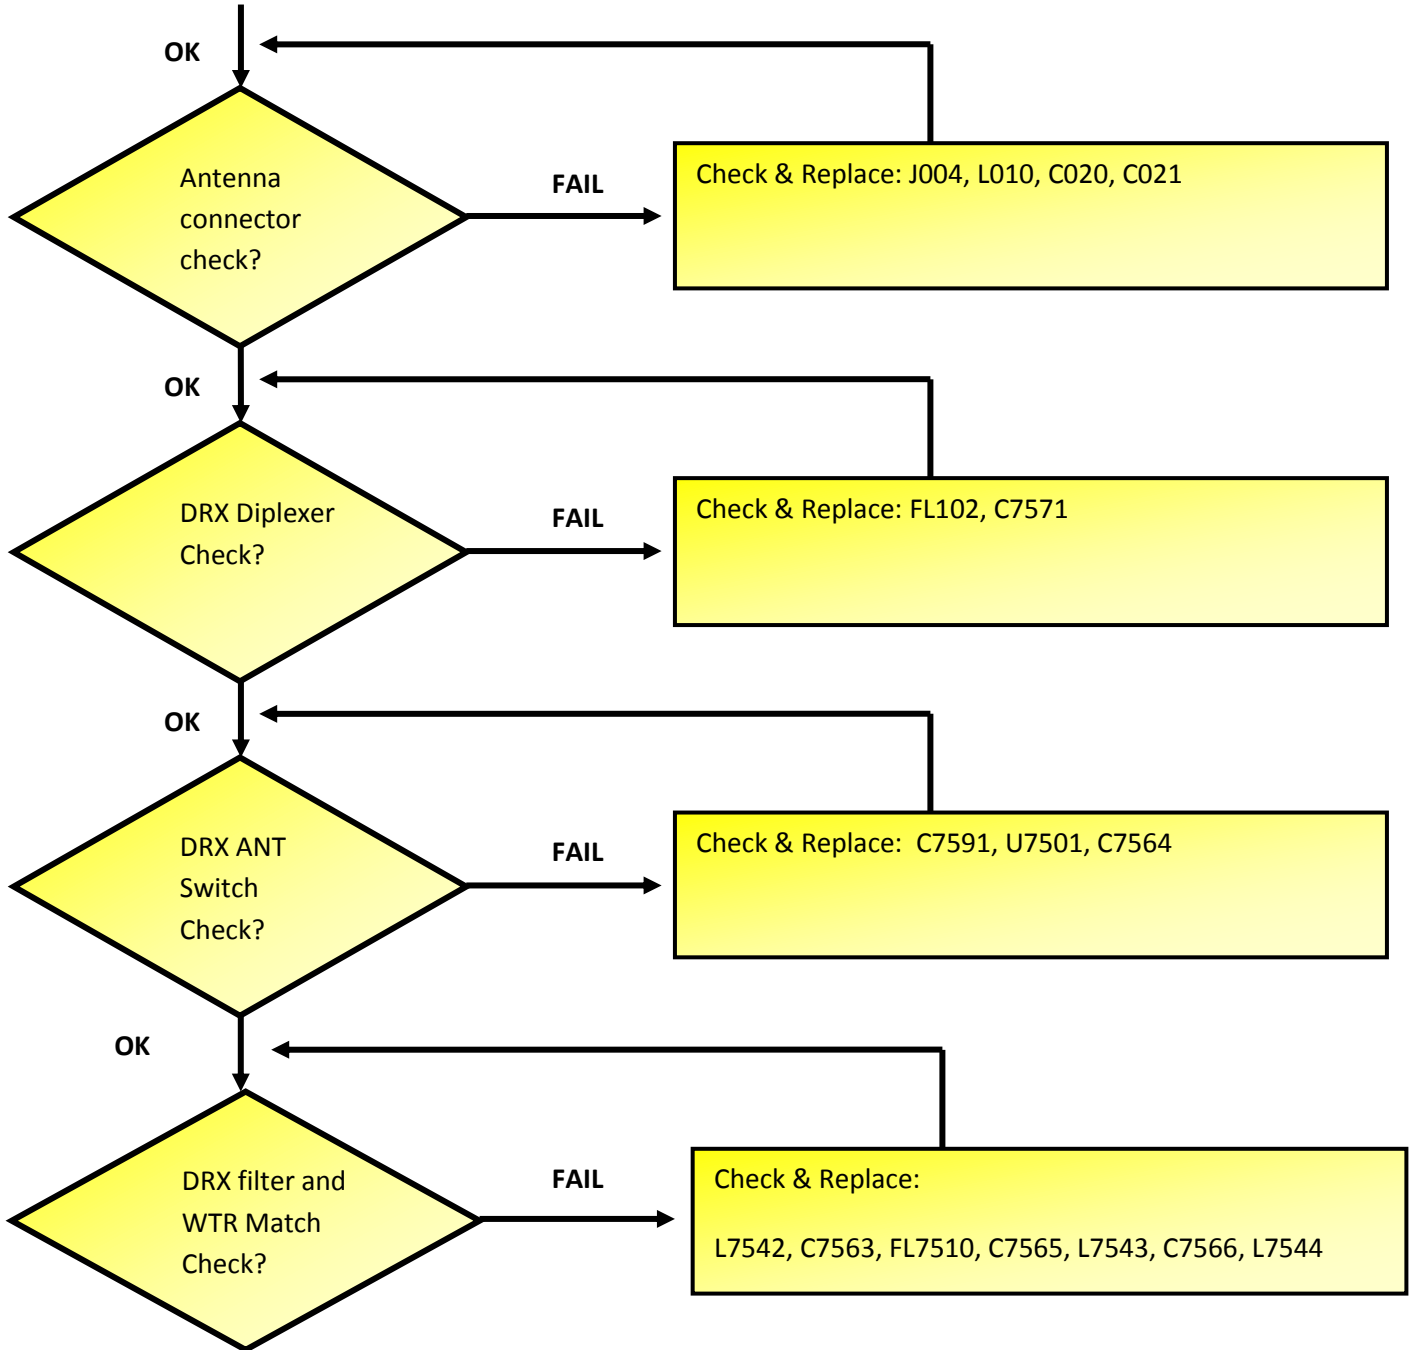 OK
Antenna
connector
check?
FAIL
Check & Replace: J004, L010, C020, C021
OK
DRX Diplexer
Check?
FAIL
Check & Replace: FL102, C7571
OK
DRX ANT
Switch
Check?
FAIL
Check & Replace:  C7591, U7501, C7564
OK
DRX filter and
WTR Match
Check?
FAIL
Check & Replace:
L7542, C7563, FL7510, C7565, L7543, C7566, L7544